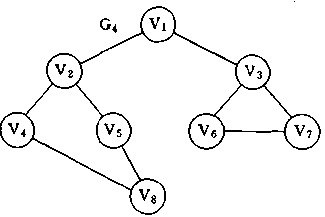 G₄ V₁
V₂ V₃
V₄ V₅ V₆ V₇
V₈